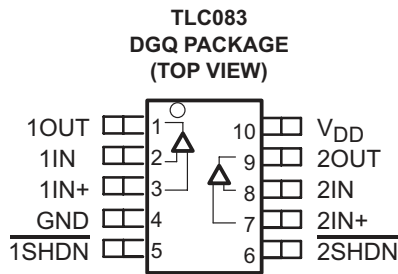 TLC083
DGQ PACKAGE
(TOP VIEW)
1OUT 1 10 VDD
1IN 2 9 2OUT
1IN+ 3 8 2IN
GND 4 7 2IN+
1SHDN 5 6 2SHDN